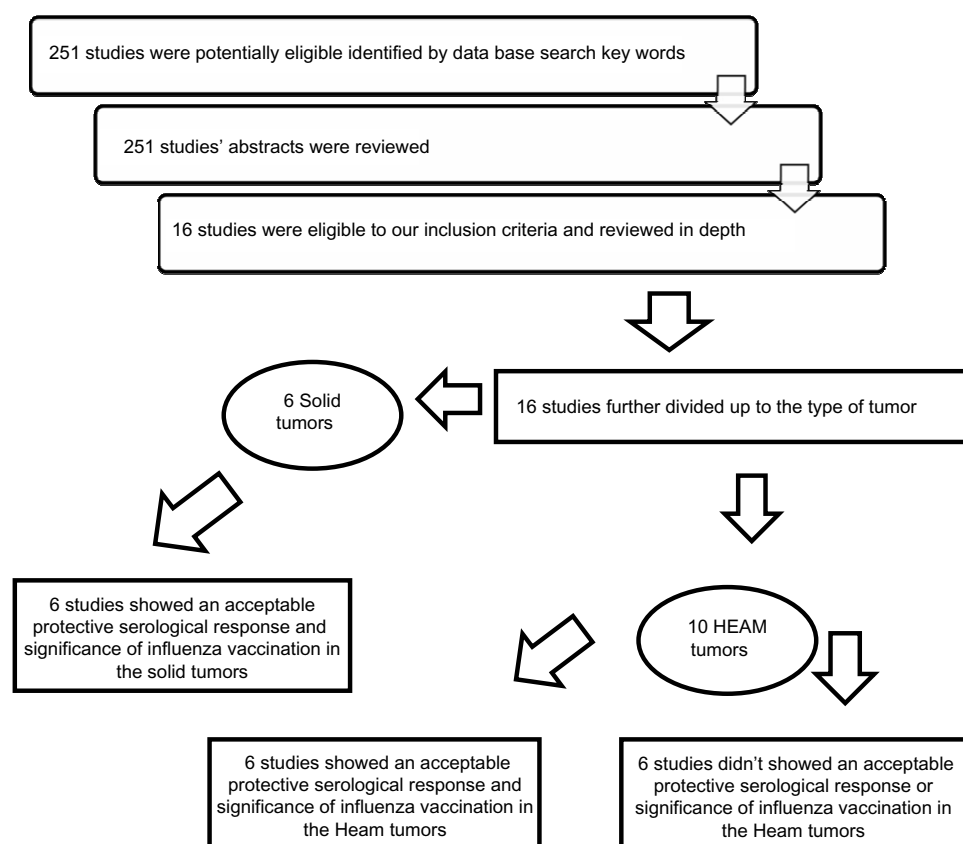 251 studies were potentially eligible identified by data base search key words
251 studies’ abstracts were reviewed
16 studies were eligible to our inclusion criteria and reviewed in depth
16 studies further divided up to the type of tumor
6 Solid
tumors
6 studies showed an acceptable
protective serological response and
significance of influenza vaccination in
the solid tumors
10 HEAM
tumors
6 studies showed an acceptable
protective serological response and
significance of influenza vaccination in
the Heam tumors
6 studies didn’t showed an acceptable
protective serological response or
significance of influenza vaccination in
the Heam tumors